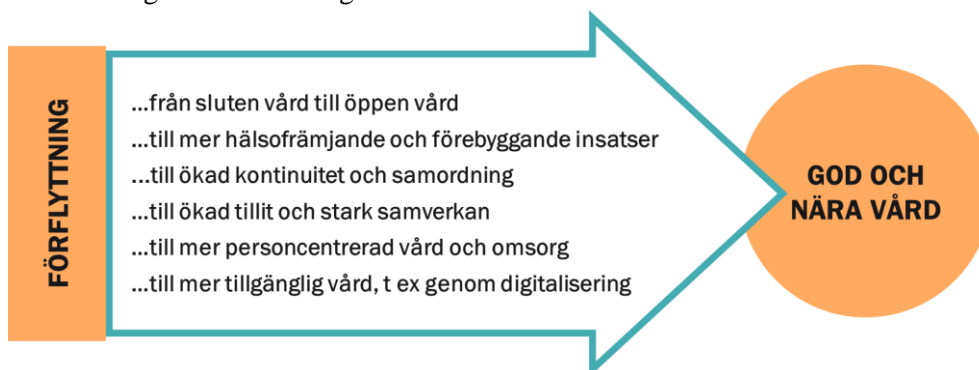 FÖRFLYTTNING
...från sluten vård till öppen vård
...till mer hälsofrämjande och förebyggande insatser
...till ökad kontinuitet och samordning
...till ökad tillit och stark samverkan
...till mer personcentrerad vård och omsorg
...till mer tillgänglig vård, t ex genom digitalisering
GOD OCH
NÄRA VÅRD